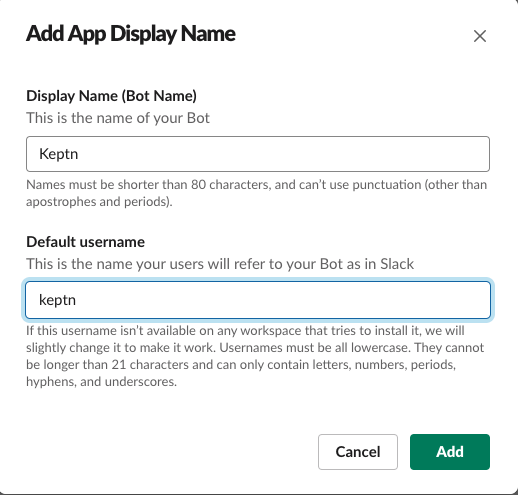 Add App Display Name
Display Name (Bot Name)
This is the name of your Bot
Keptn
Names must be shorter than 80 characters, and can't use punctuation (other than
apostrophes and periods).
Default username
This is the name your users will refer to your Bot as in Slack
keptn
If this username isn't available on any workspace that tries to install it, we will
slightly change it to make it work. Usernames must be all lowercase. They cannot
be longer than 21 characters and can only contain letters, numbers, periods,
hyphens, and underscores.
Cancel
Add